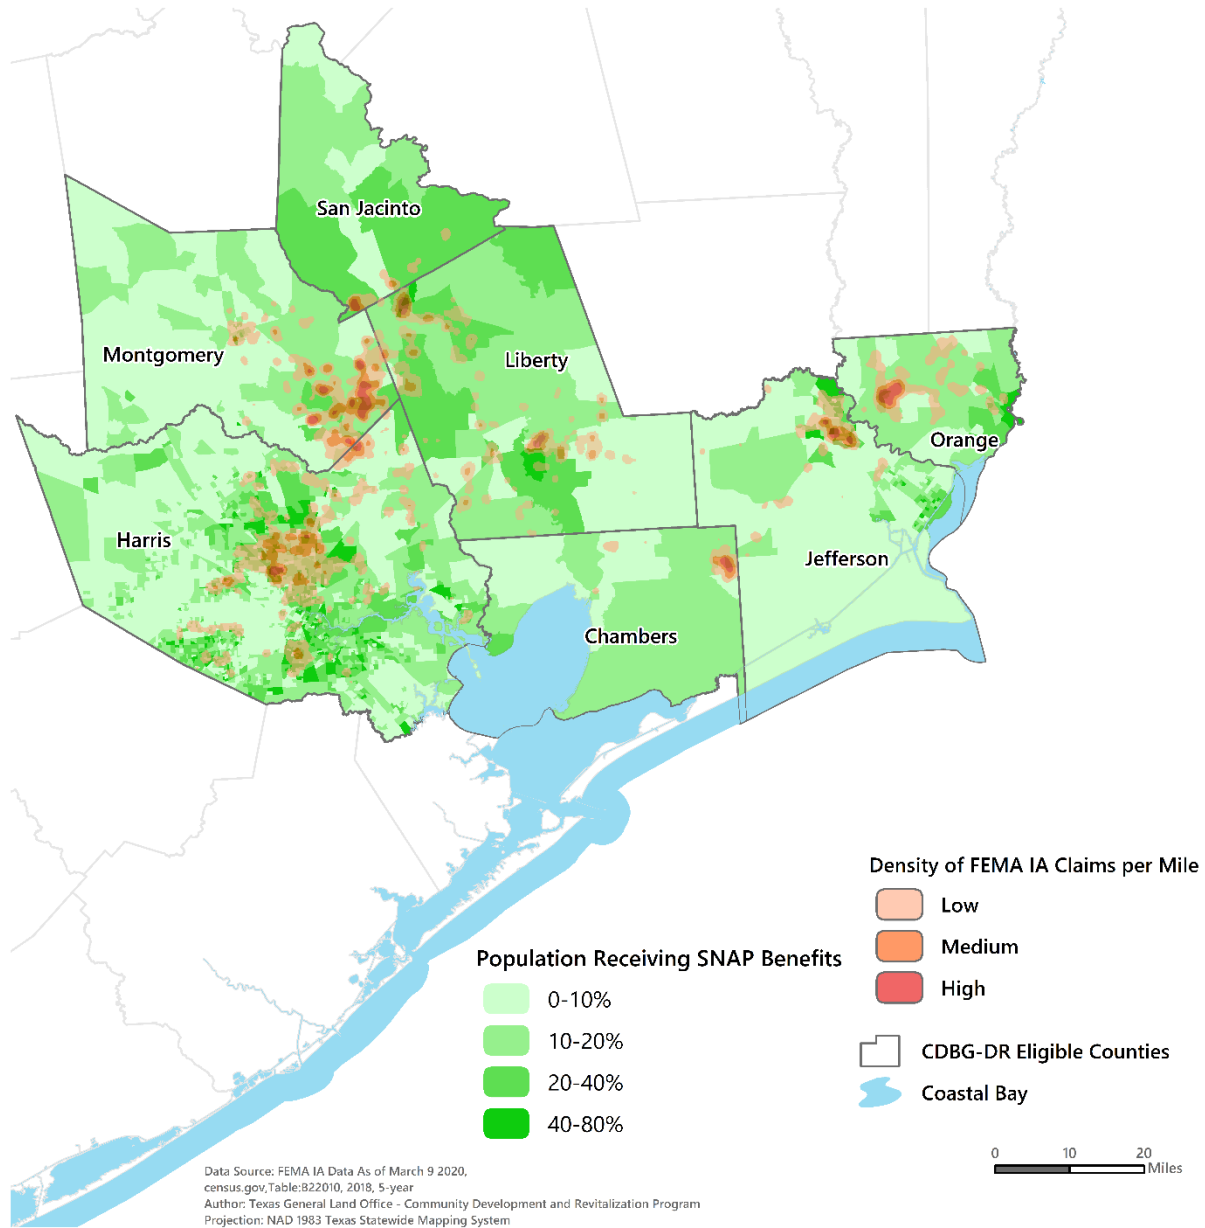 San Jacinto
Montgomery
Liberty
Orange
Harris
Jefferson
Chambers
Density of FEMA IA Claims per Mile
Low
Medium
High
Population Receiving SNAP Benefits
0-10%
10-20%
20-40%
40-80%
CDBG-DR Eligible Counties
Coastal Bay
0 10 20
Miles
Data Source: FEMA IA Data As of March 9 2020,
census.gov,Table:B22010, 2018, 5-year
Author: Texas General Land Office - Community Development and Revitalization Program
Projection: NAD 1983 Texas Statewide Mapping System